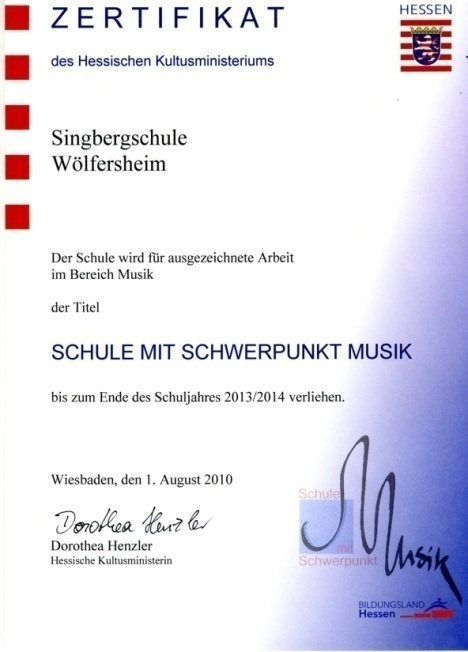 HESSEN
ZERTIFIKAT
des Hessischen Kultusministeriums
Singbergschule
Wölfersheim
Der Schule wird für ausgezeichnete Arbeit
im Bereich Musik
der Titel
SCHULE MIT SCHWERPUNKT MUSIK
bis zum Ende des Schuljahres 2013/2014 verliehen.
Wiesbaden, den 1. August 2010
Dorothea Henzler
Dorothea Henzler
Hessische Kultusministerin
Schule
mit
Schwerpunkt
Musik
BILDUNGSLAND
Hessen